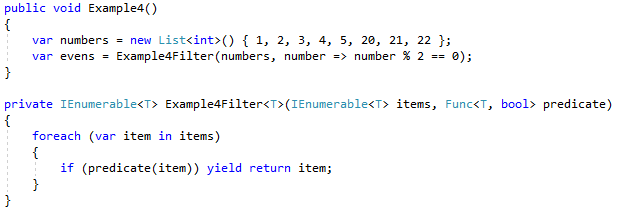 public void Example4()
{
    var numbers = new List<int>() { 1, 2, 3, 4, 5, 20, 21, 22 };
    var evens = Example4Filter(numbers, number => number % 2 == 0);
}

private IEnumerable<T> Example4Filter<T>(IEnumerable<T> items, Func<T, bool> predicate)
{
    foreach (var item in items)
    {
        if (predicate(item)) yield return item;
    }
}